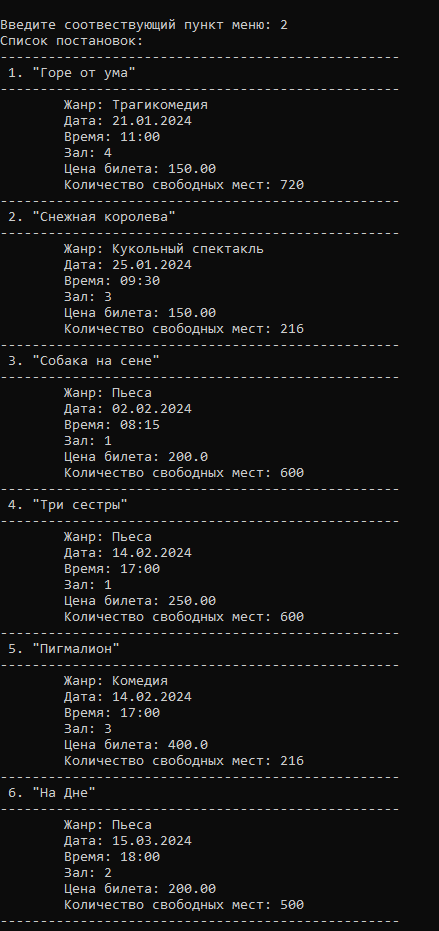 Введите соотвествующий пункт меню: 2
Список постановок:
--------------------------------------------------
1. "Горе от ума"
--------------------------------------------------
Жанр: Трагикомедия
Дата: 21.01.2024
Время: 11:00
Зал: 4
Цена билета: 150.00
Количество свободных мест: 720
--------------------------------------------------
2. "Снежная королева"
--------------------------------------------------
Жанр: Кукольный спектакль
Дата: 25.01.2024
Время: 09:30
Зал: 3
Цена билета: 150.00
Количество свободных мест: 216
--------------------------------------------------
3. "Собака на сене"
--------------------------------------------------
Жанр: Пьеса
Дата: 02.02.2024
Время: 08:15
Зал: 1
Цена билета: 200.0
Количество свободных мест: 600
--------------------------------------------------
4. "Три сестры"
--------------------------------------------------
Жанр: Пьеса
Дата: 14.02.2024
Время: 17:00
Зал: 1
Цена билета: 250.00
Количество свободных мест: 600
--------------------------------------------------
5. "Пигмалион"
--------------------------------------------------
Жанр: Комедия
Дата: 14.02.2024
Время: 17:00
Зал: 3
Цена билета: 400.0
Количество свободных мест: 216
--------------------------------------------------
6. "На Дне"
--------------------------------------------------
Жанр: Пьеса
Дата: 15.03.2024
Время: 18:00
Зал: 2
Цена билета: 200.00
Количество свободных мест: 500
--------------------------------------------------